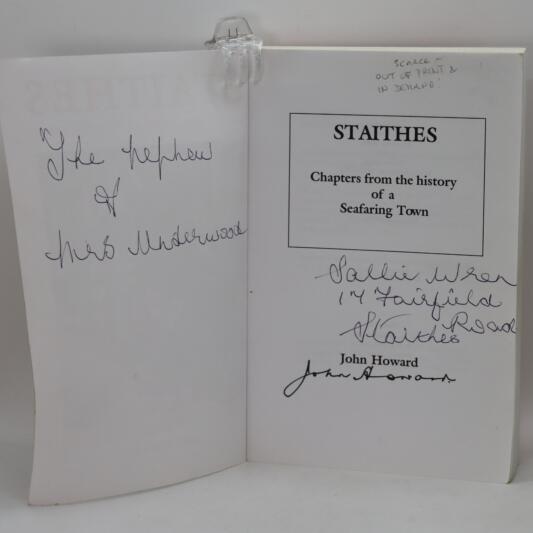 "The nephew
of
Mrs Underwood
SCARCE -
OUT OF PRINT &
IN DEMAND!
STAITHES
Chapters from the history
of a
Seafaring Town
Sallie Wren
17 Fairfield
Road
Staithes
John Howard
John Howard